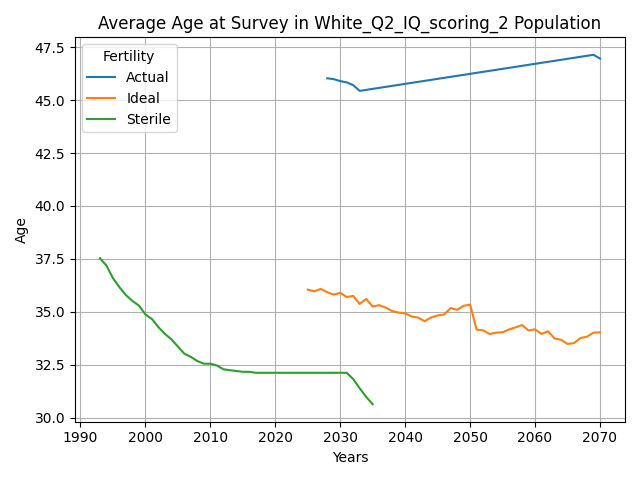 Average Age at Survey in White_Q2_IQ_scoring_2 Population
Fertility
Actual
Ideal
Sterile
47.5
45.0
42.5
40.0
37.5
35.0
32.5
30.0
Age
1990 2000 2010 2020 2030 2040 2050 2060 2070
Years